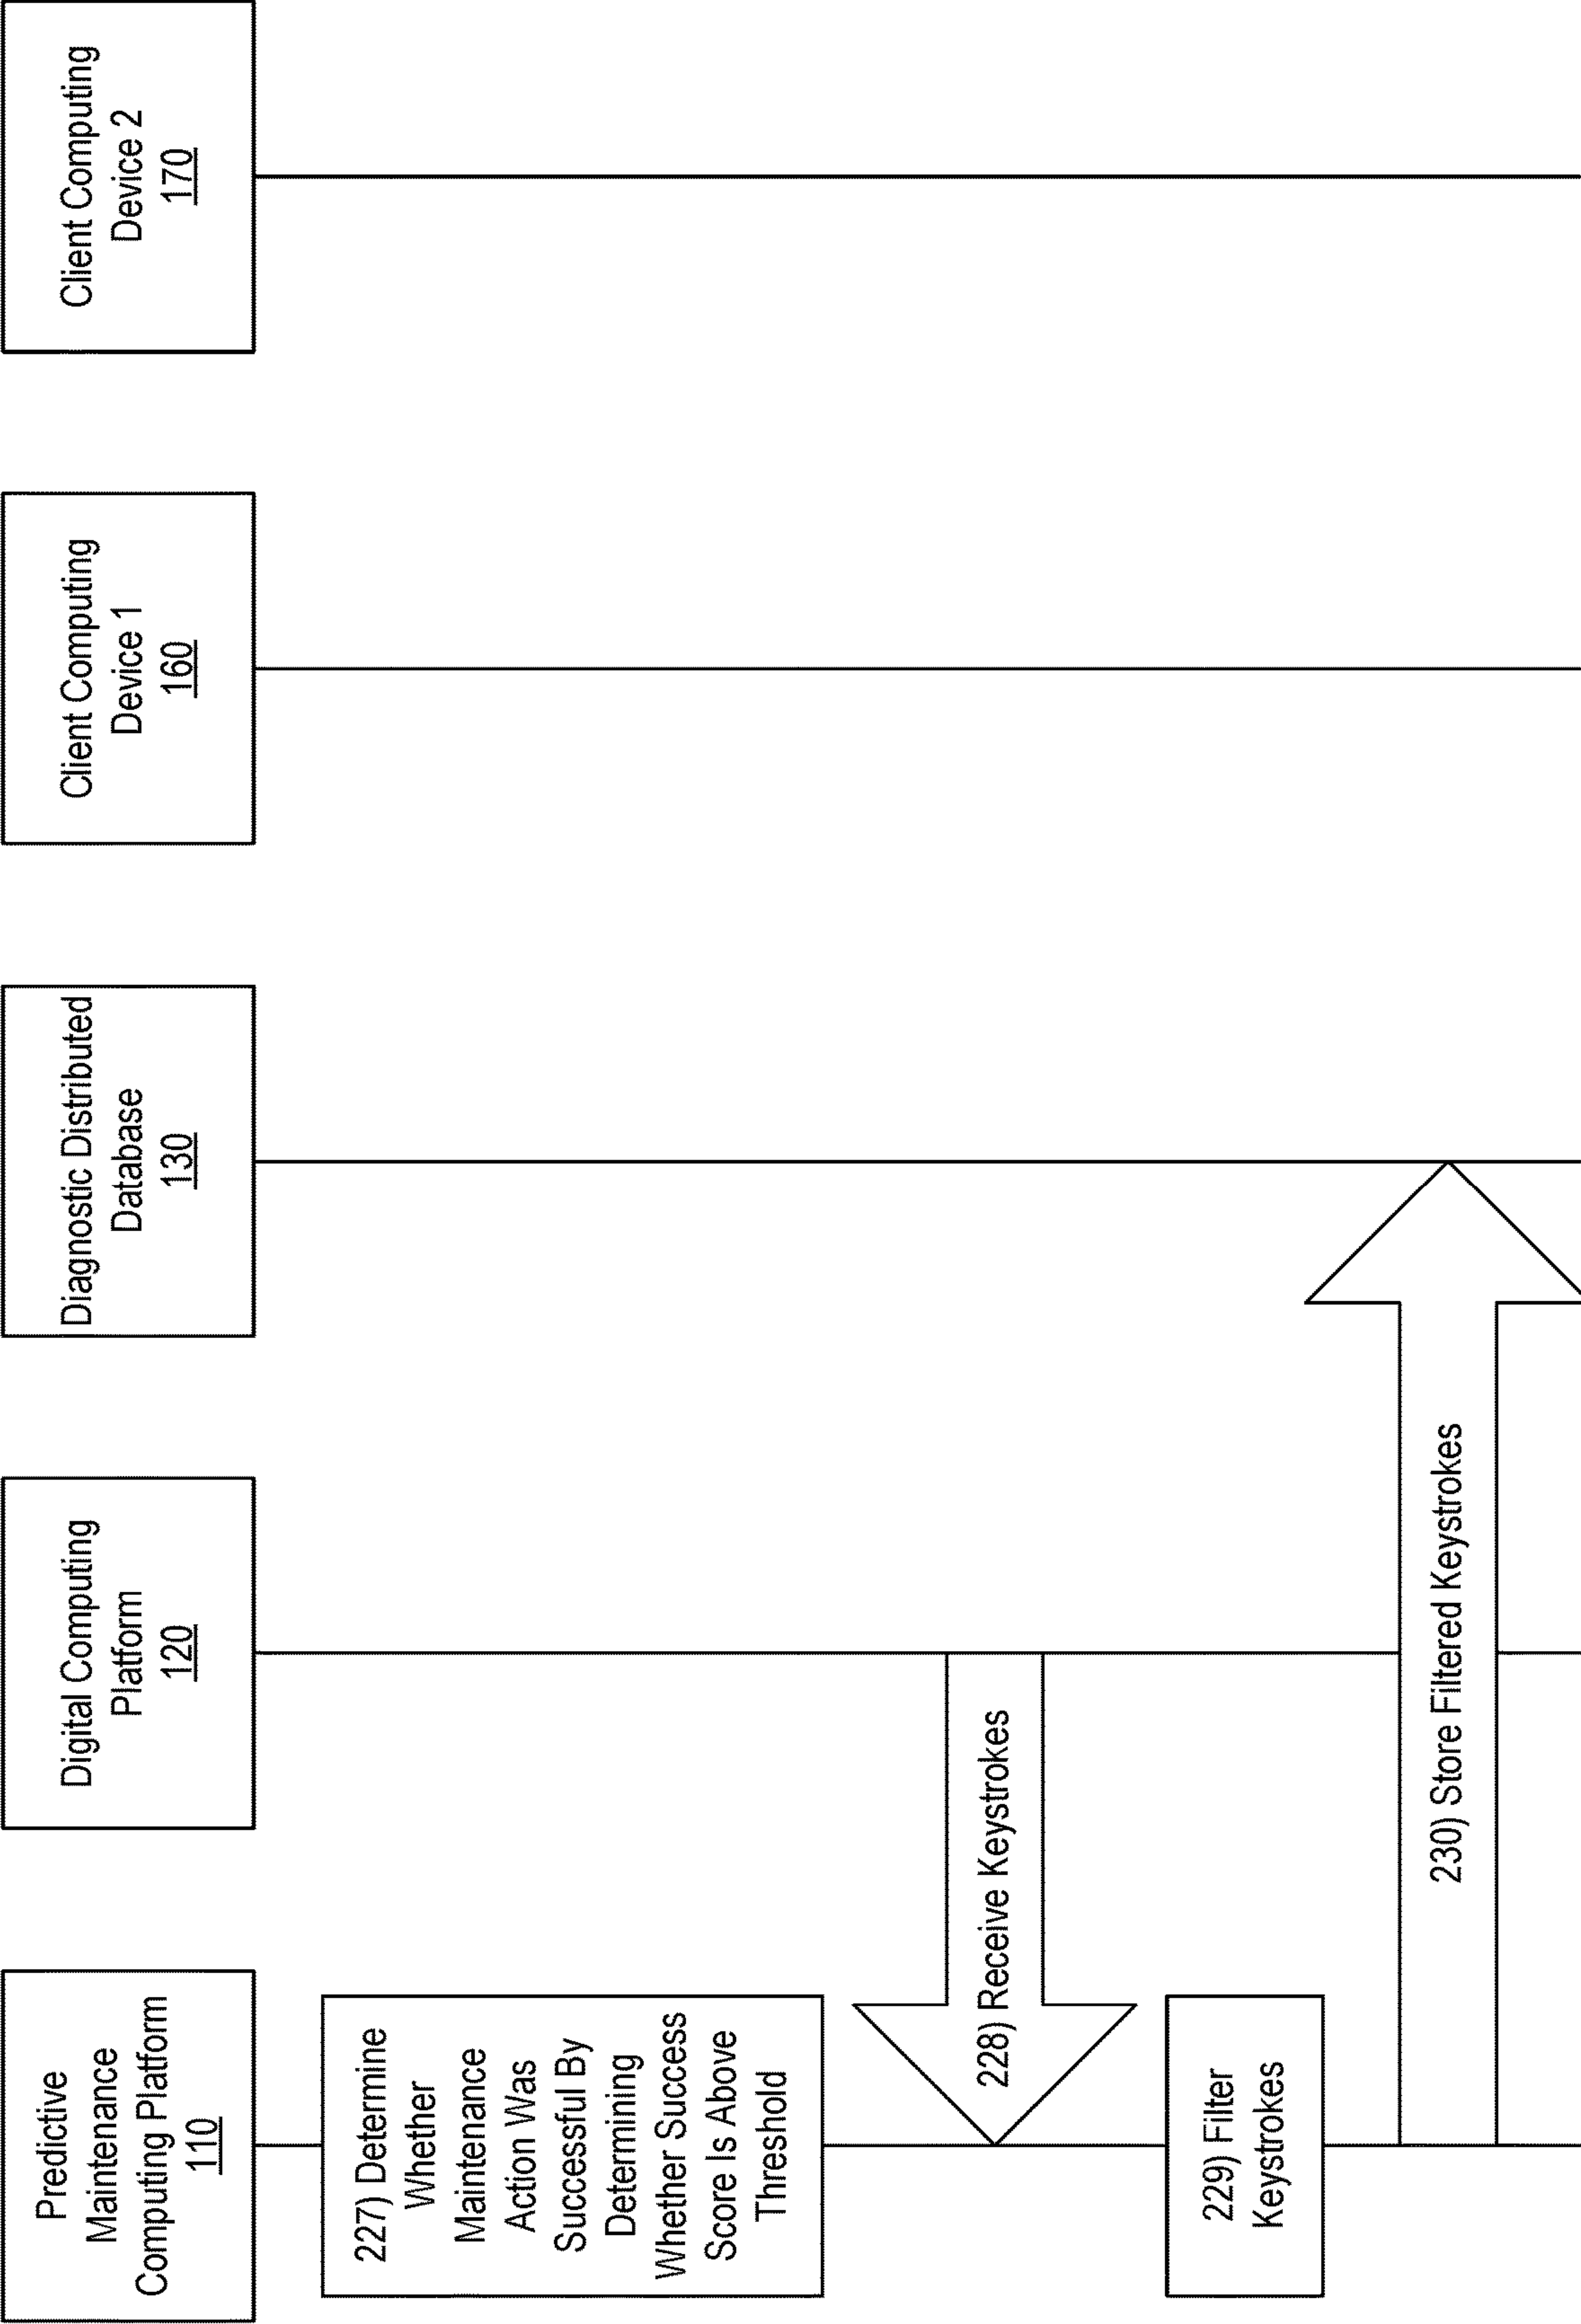 Predictive
Maintenance
Computing Platform
110
Digital Computing
Platform
120
Diagnostic Distributed
Database
130
Client Computing
Device 1
160
Client Computing
Device 2
170
227) Determine
Whether
Maintenance
Action Was
Successful By
Determining
Whether Success
Score Is Above
Threshold
228) Receive Keystrokes
229) Filter
Keystrokes
230) Store Filtered Keystrokes